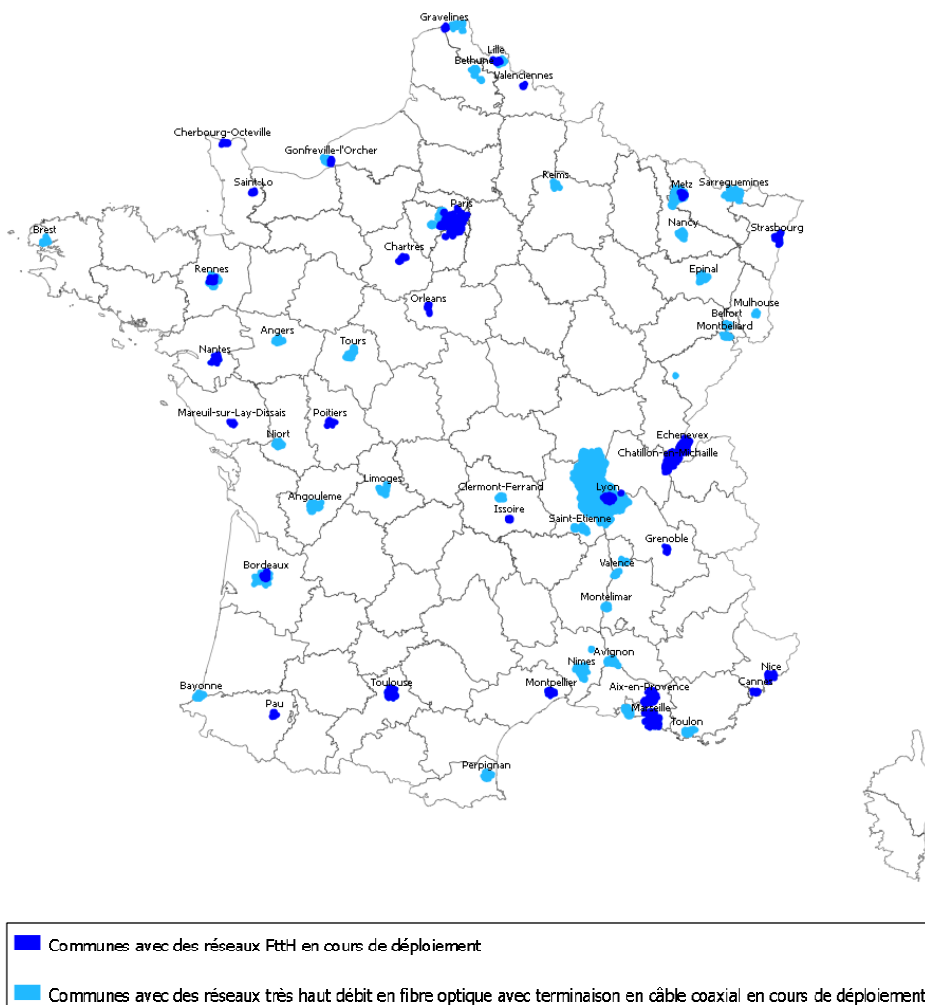 Gravelines
Lille
Bethune
Valenciennes
Cherbourg-Octeville
Gonfreville-l'Orcher
Saint-Lo
Reims
Metz
Sarreguemines
Paris
Nancy
Strasbourg
Brest
Chartres
Rennes
Epinal
Orleans
Mulhouse
Belfort
Montbeliard
Angers
Tours
Nantes
Mareuil-sur-Lay-Dissais
Poitiers
Niort
Echenevex
Chatillon-en-Michaille
Limoges
Clermont-Ferrand
Lyon
Angouleme
Issoire
Saint-Etienne
Grenoble
Bordeaux
Valence
Montelimar
Avignon
Nimes
Nice
Bayonne
Toulouse
Montpellier
Aix-en-Provence
Cannes
Pau
Marseille
Toulon
Perpignan
Communes avec des réseaux FttH en cours de déploiement
Communes avec des réseaux très haut débit en fibre optique avec terminaison en câble coaxial en cours de déploiement